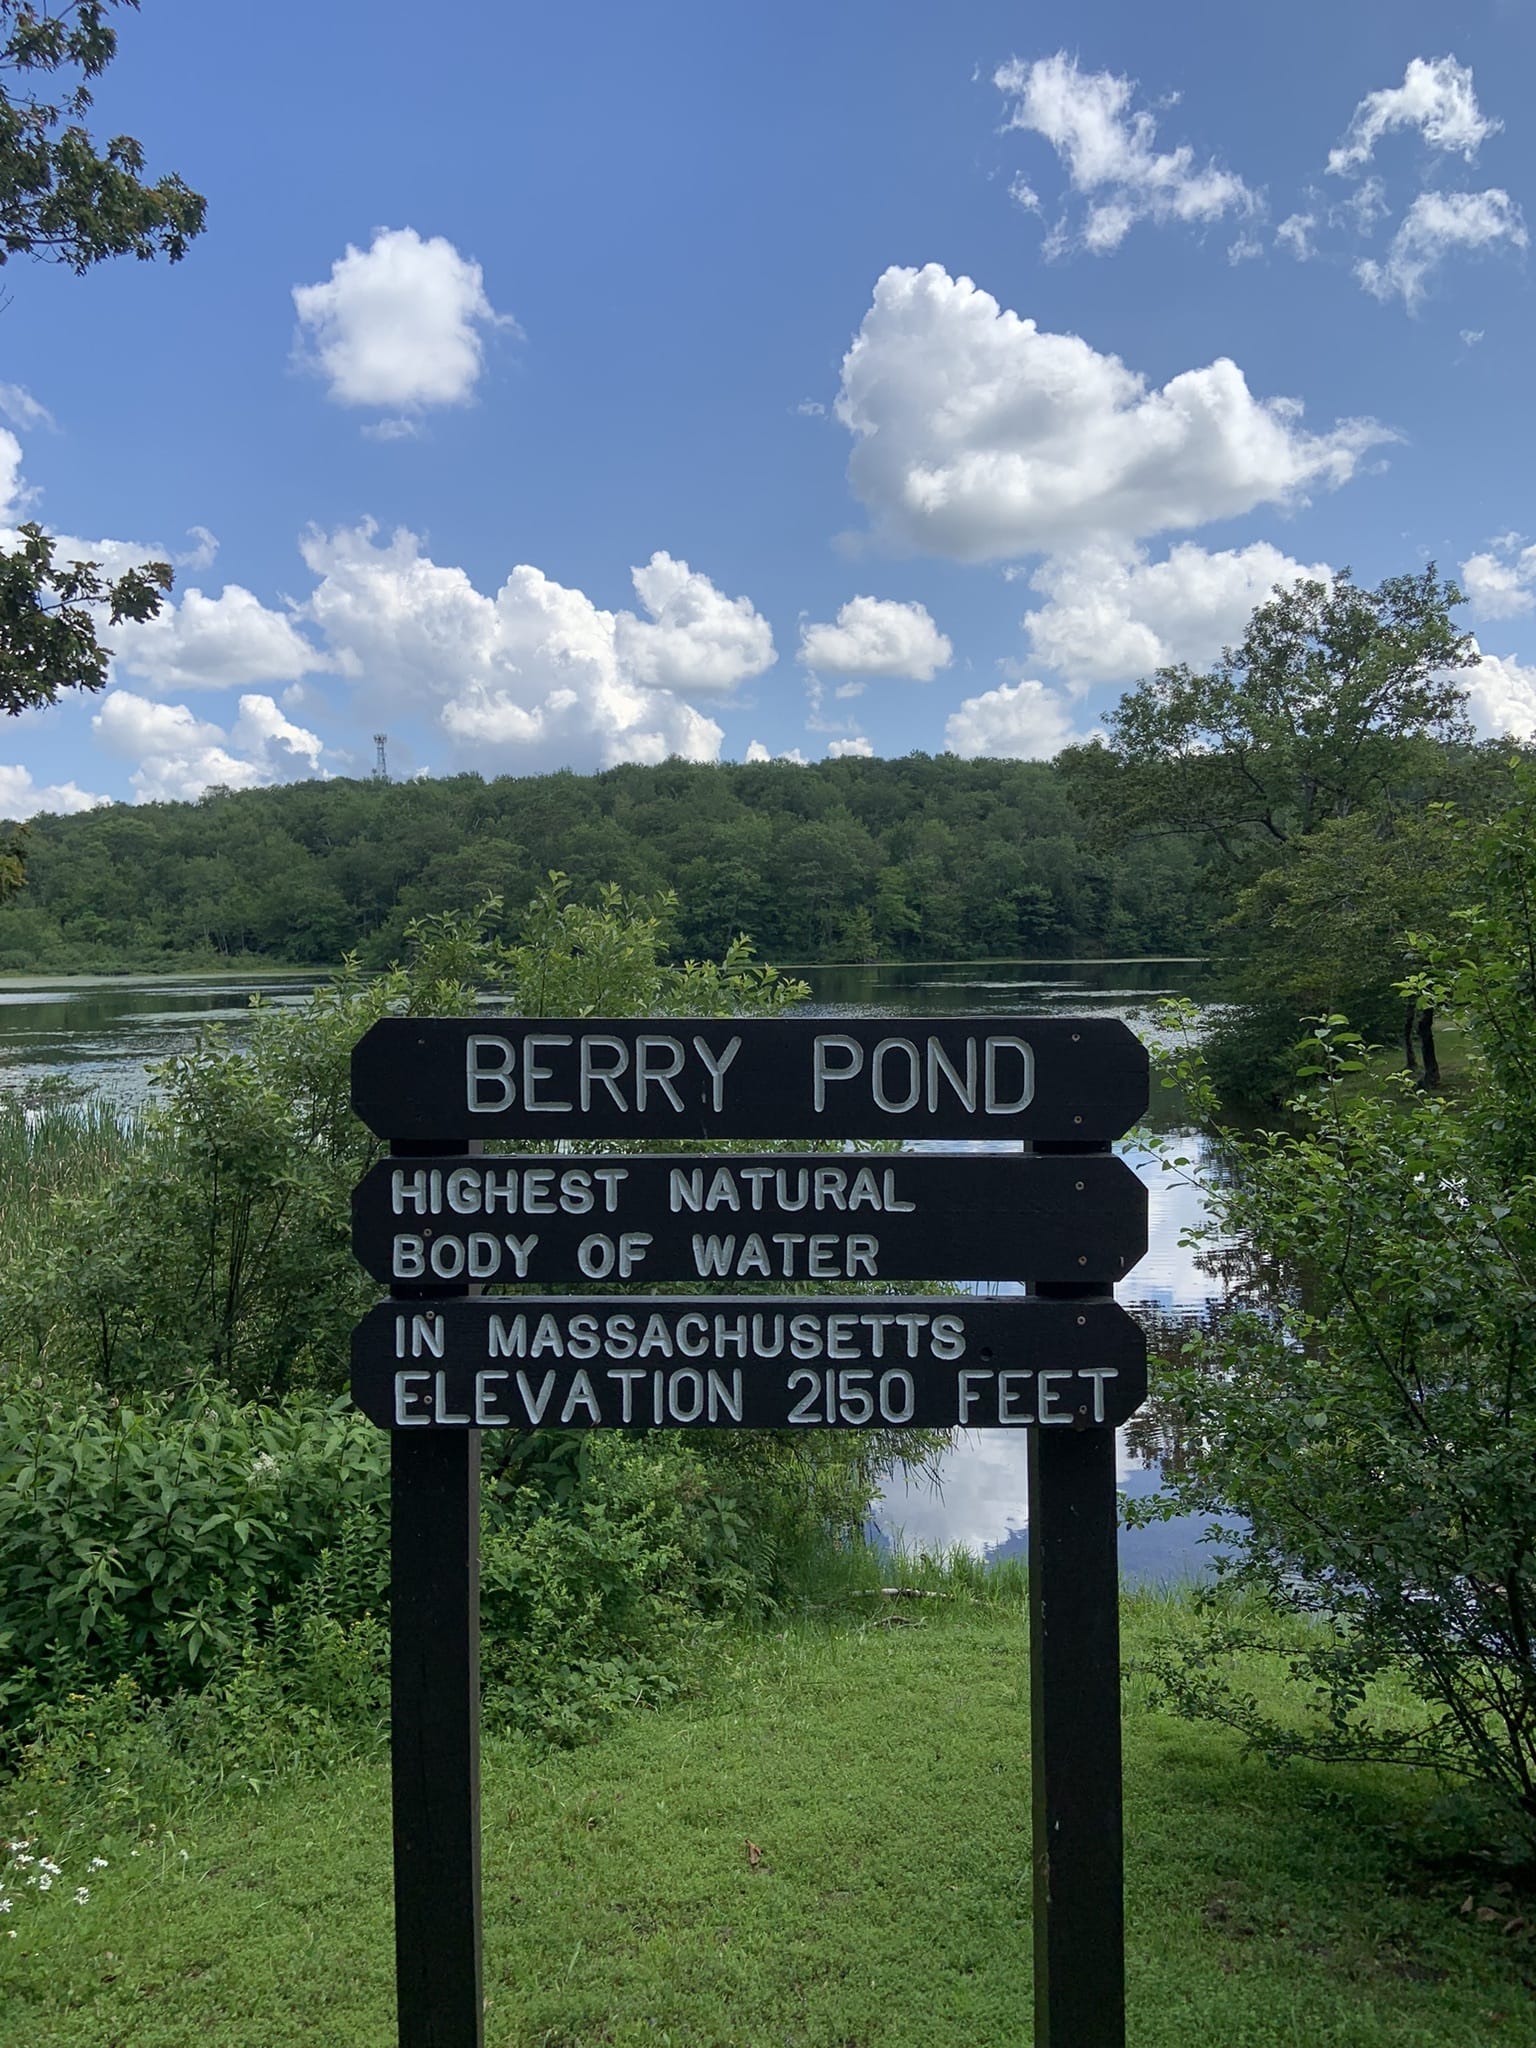 BERRY POND
HIGHEST NATURAL
BODY OF WATER
IN MASSACHUSETTS
ELEVATION 2150 FEET